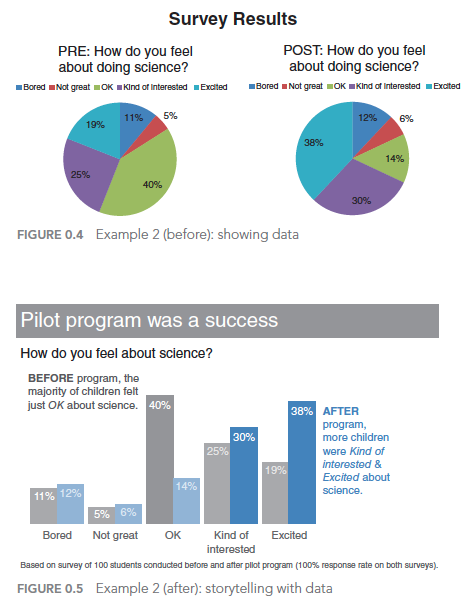 Survey Results
PRE: How do you feel
about doing science?
Bored Not great OK Kind of interested Excited
11%
5%
19%
25%
40%
POST: How do you feel
about doing science?
Bored Not great OK Kind of interested Excited
12%
6%
38%
14%
30%
FIGURE 0.4 Example 2 (before): showing data
Pilot program was a success
How do you feel about science?
BEFORE program, the
majority of children felt
just OK about science.
40%
38%
AFTER
program,
more children
were Kind of
interested &
Excited about
science.
30%
25%
19%
14%
11% 12%
5% 6%
Bored Not great OK Kind of
interested Excited
Based on survey of 100 students conducted before and after pilot program (100% response rate on both surveys).
FIGURE 0.5 Example 2 (after): storytelling with data